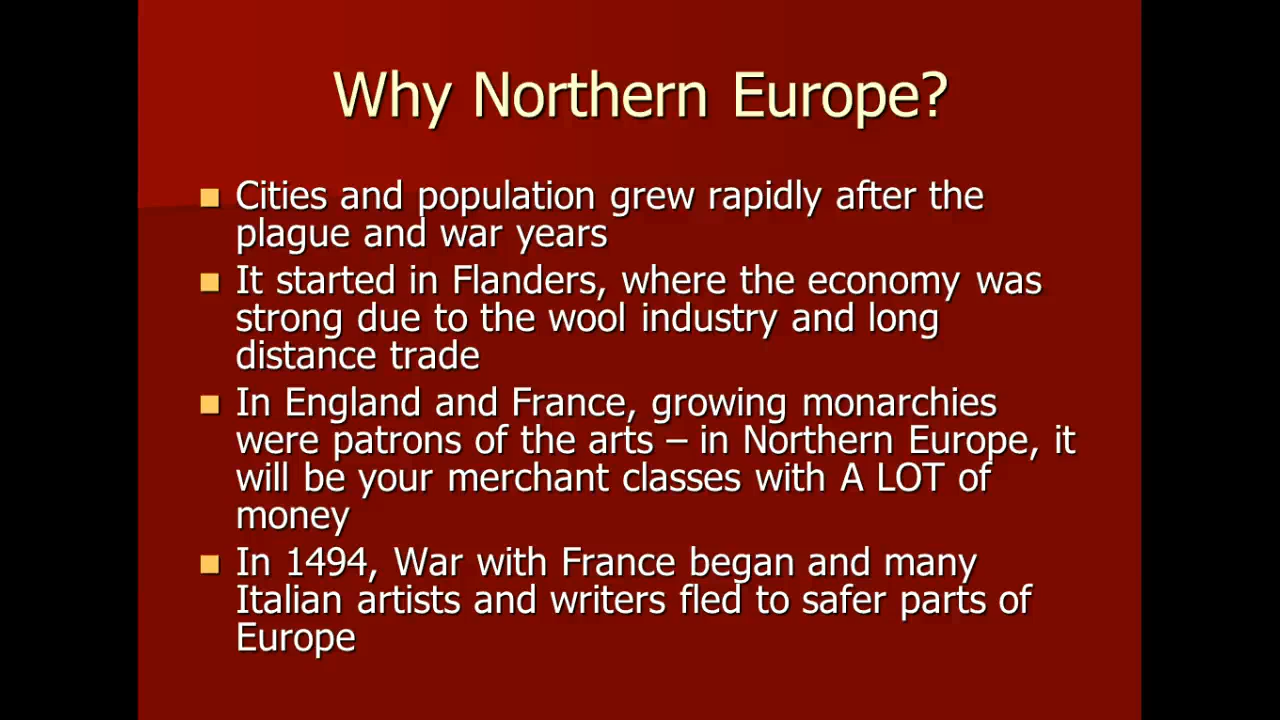 Why Northern Europe?
Cities and population grew rapidly after the
plague and war years
It started in Flanders, where the economy was
strong due to the wool industry and long
distance trade
In England and France, growing monarchies
were patrons of the arts – in Northern Europe, it
will be your merchant classes with A LOT of
money
In 1494, War with France began and many
Italian artists and writers fled to safer parts of
Europe